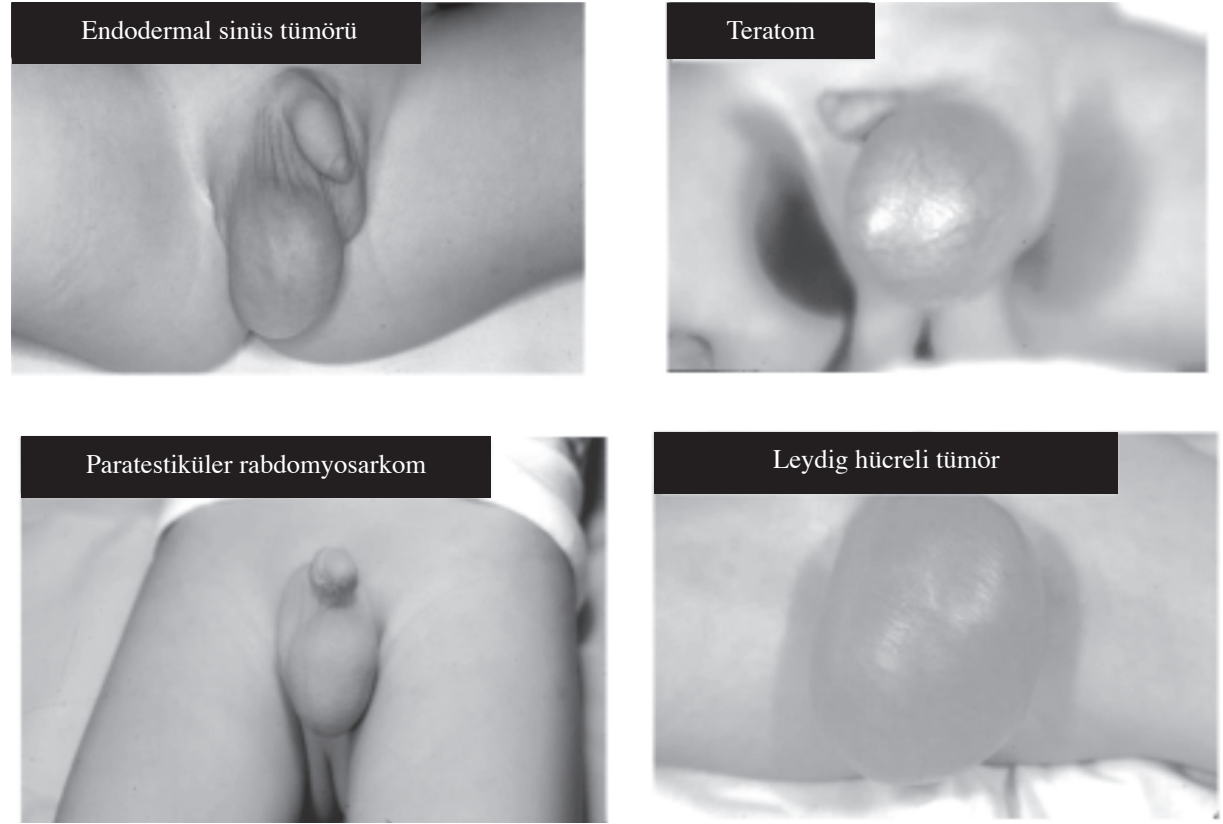 Endodermal sinüs tümörü
Teratom
Paratestiküler rabdomyosarkom
Leydig hücreli tümör